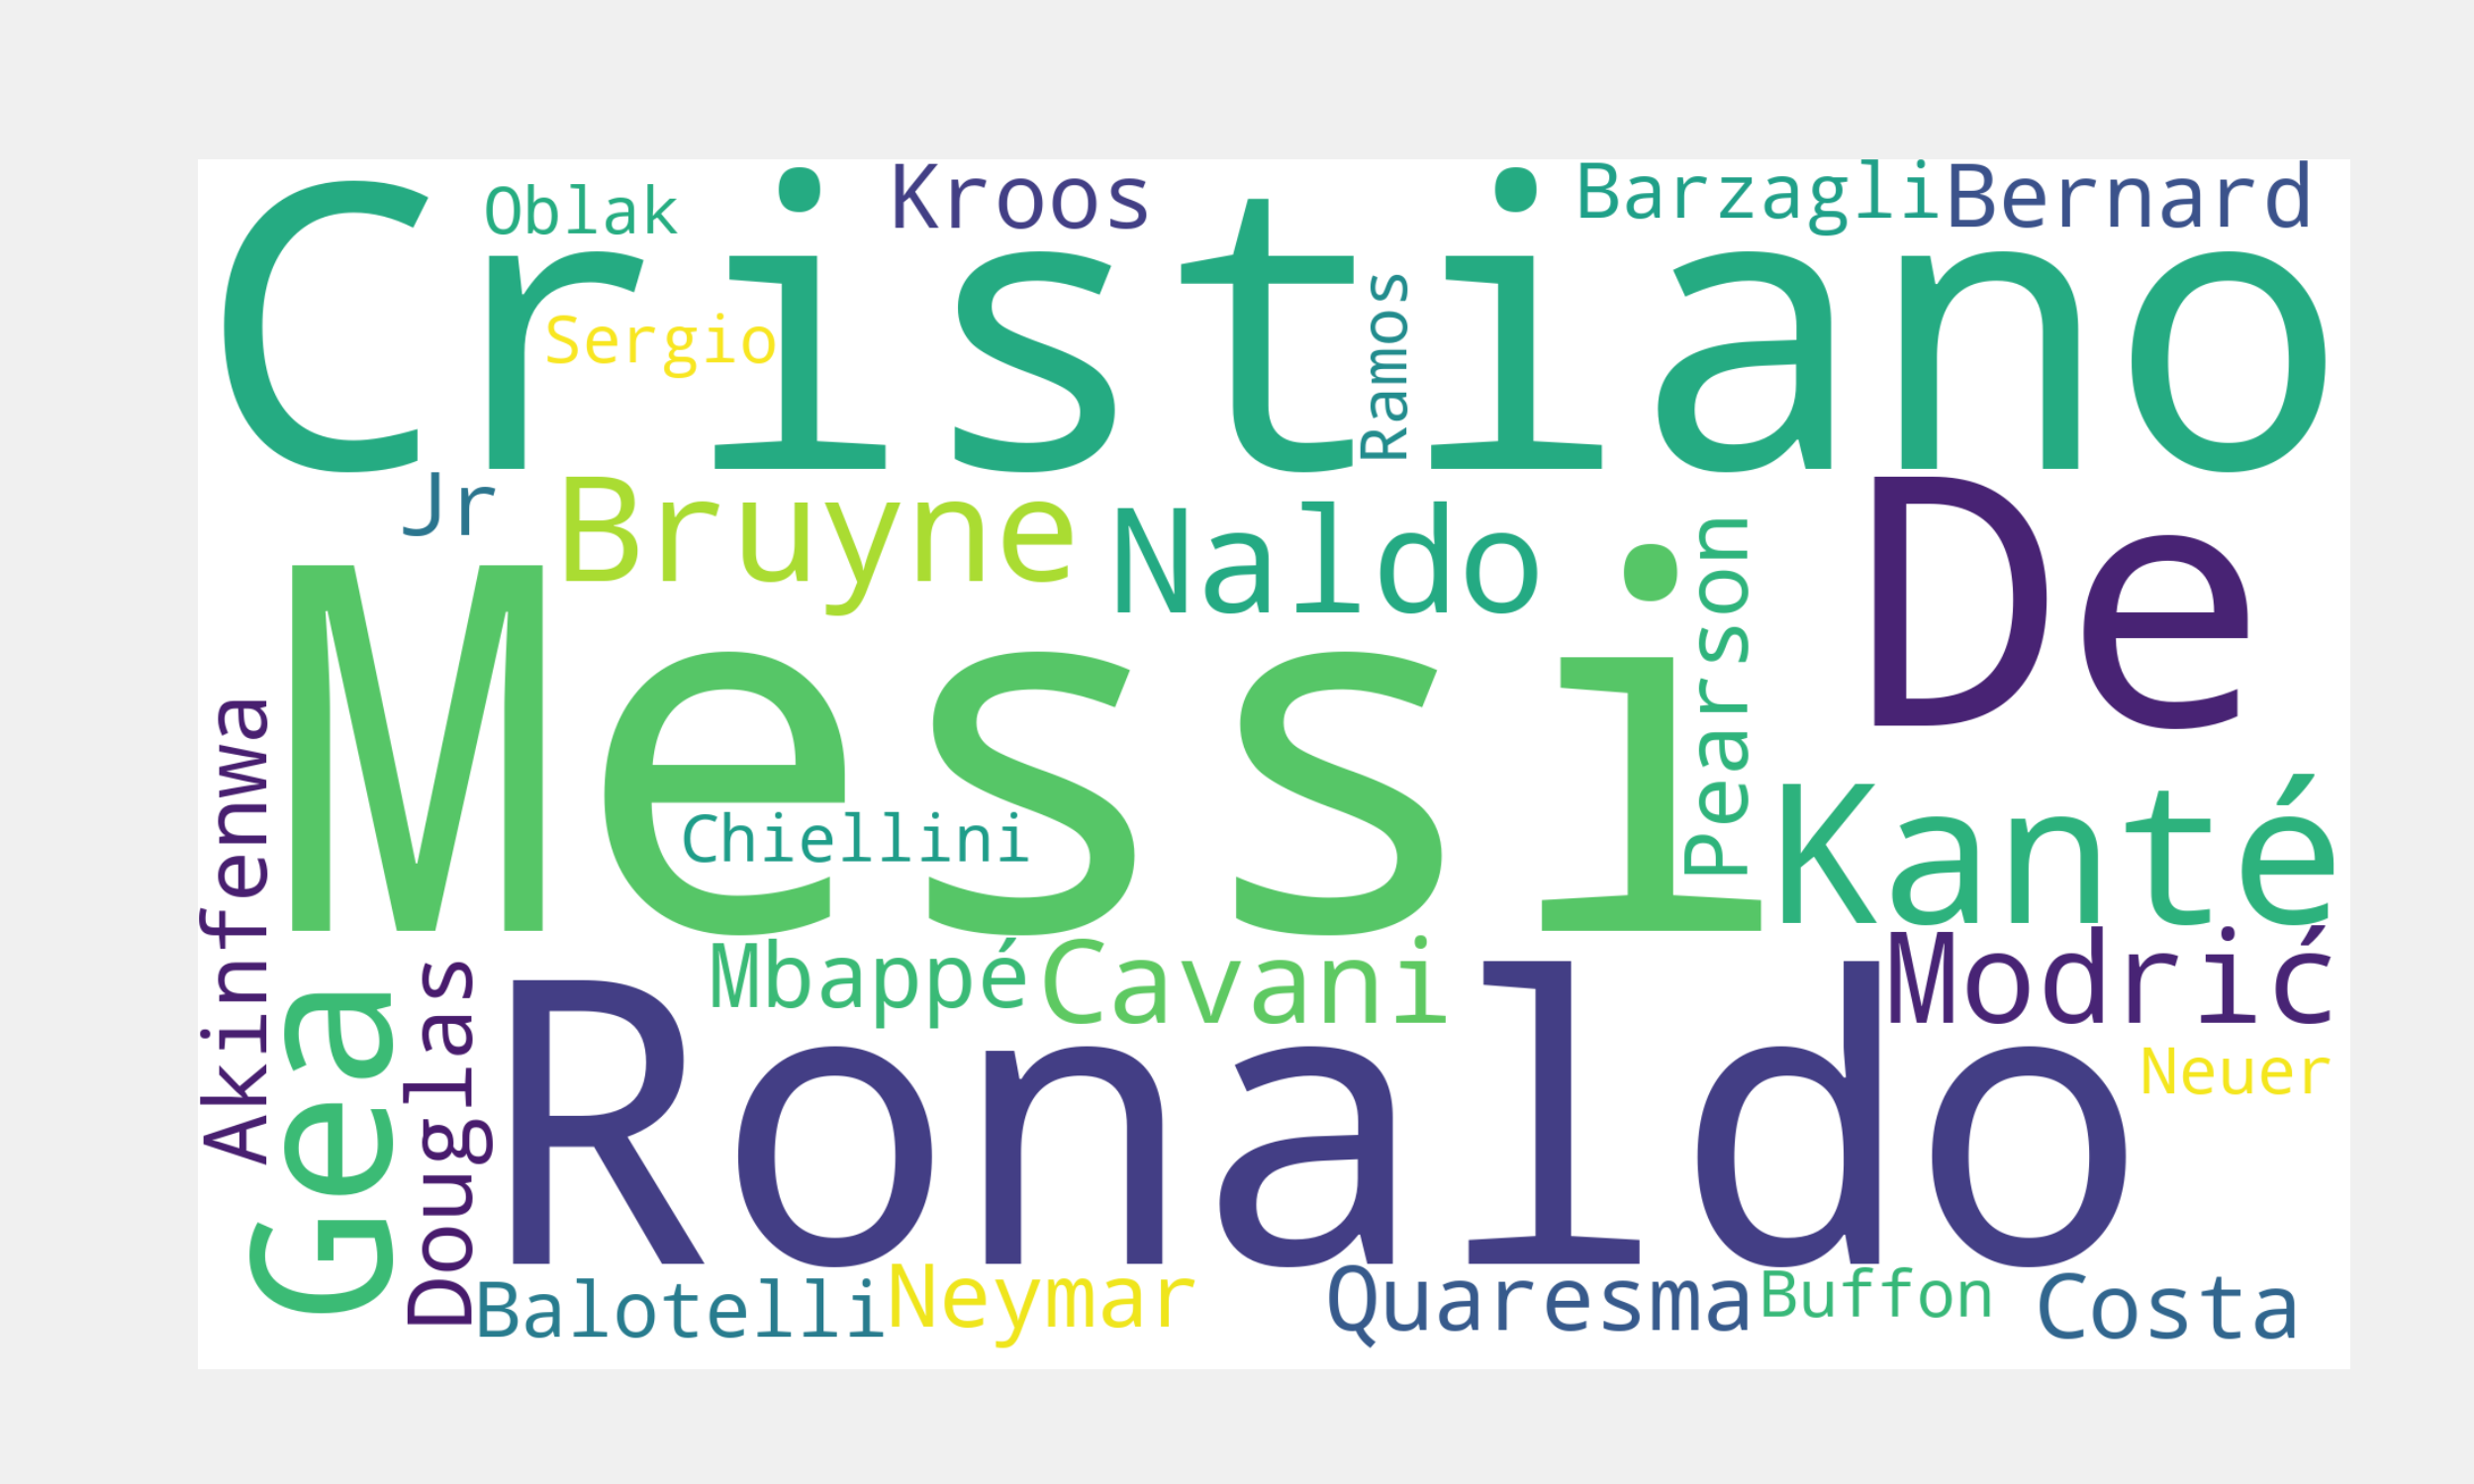 Oblak
Kroos
Barzagli
Bernard
Cristiano
Sergio
Ramos
Jr
Bruyne
Naldo
De
Messi
Pearson
Kanté
Chiellini
Akinfenwa
Mbappé
Cavani
Modrić
Neuer
Gea
Douglas
Ronaldo
Balotelli
Neymar
Quaresma
Buffon
Costa